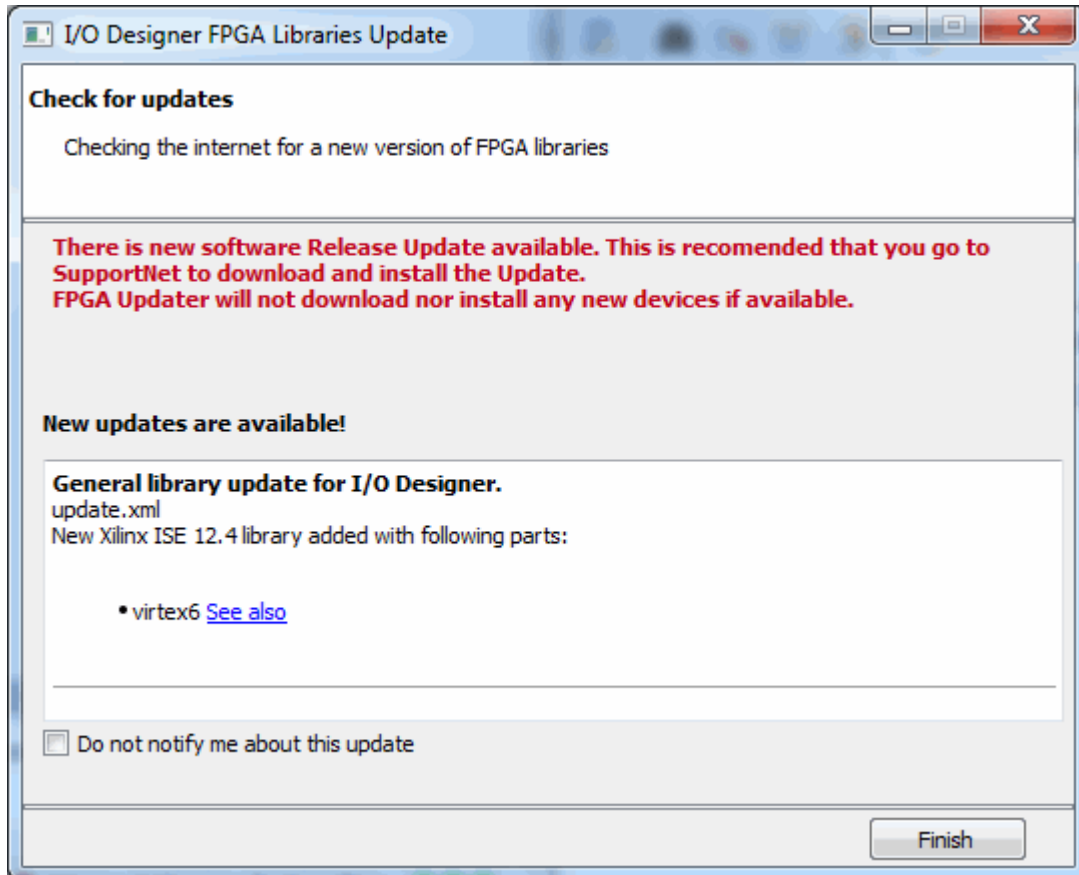 I/O Designer FPGA Libraries Update
Check for updates
Checking the internet for a new version of FPGA libraries
There is new software Release Update available. This is recomended that you go to
SupportNet to download and install the Update.
FPGA Updater will not download nor install any new devices if available.
New updates are available!
General library update for I/O Designer.
update.xml
New Xilinx ISE 12.4 library added with following parts:
• virtex6 See also
Do not notify me about this update
Finish